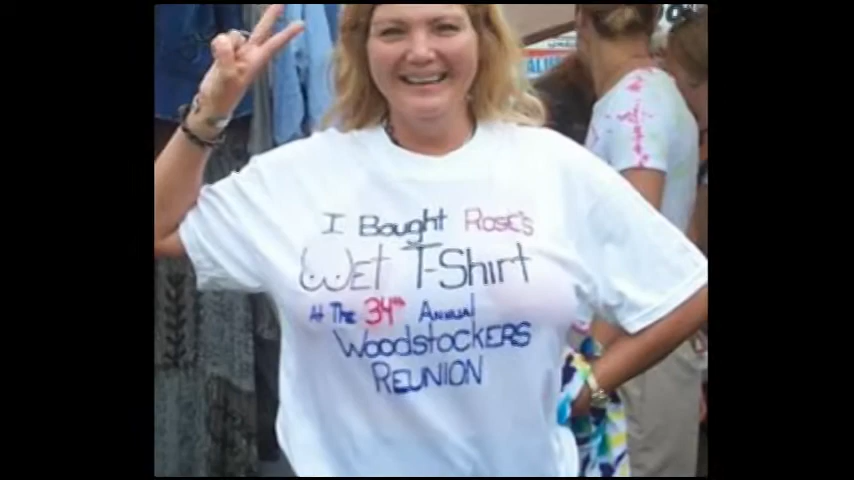 I Bought Rose's
Wet T-Shirt
At The 34th Annual
Woodstockers
Reunion